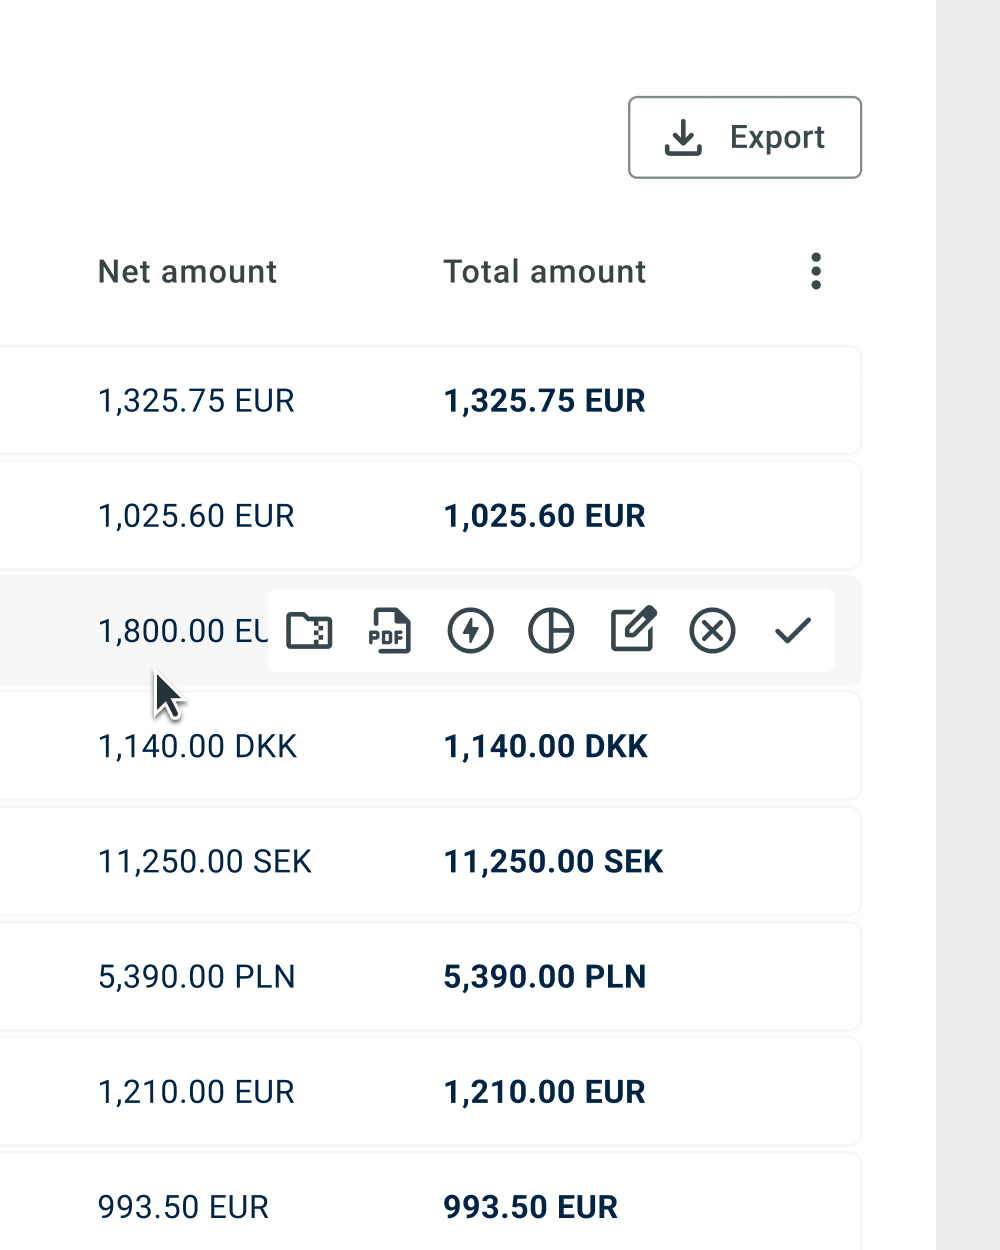 Export
Net amount Total amount
1,325.75 EUR 1,325.75 EUR
1,025.60 EUR 1,025.60 EUR
1,800.00 EU PDF
1,140.00 DKK 1,140.00 DKK
11,250.00 SEK 11,250.00 SEK
5,390.00 PLN 5,390.00 PLN
1,210.00 EUR 1,210.00 EUR
993.50 EUR 993.50 EUR